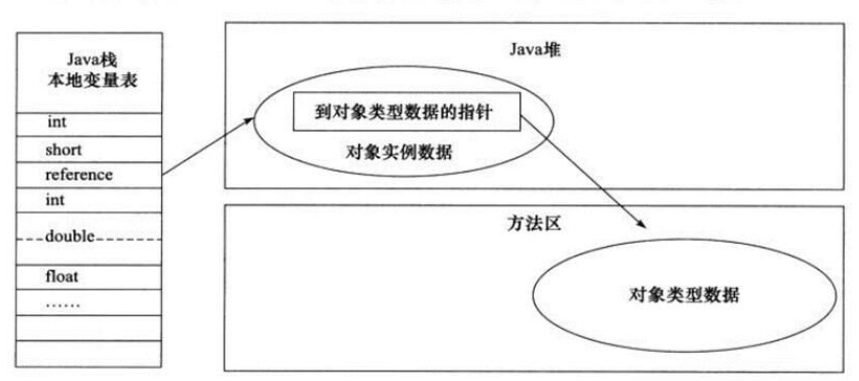 Java栈
本地变量表
int
short
reference
int
double
float
……
Java堆
到对象类型数据的指针
对象实例数据
方法区
对象类型数据